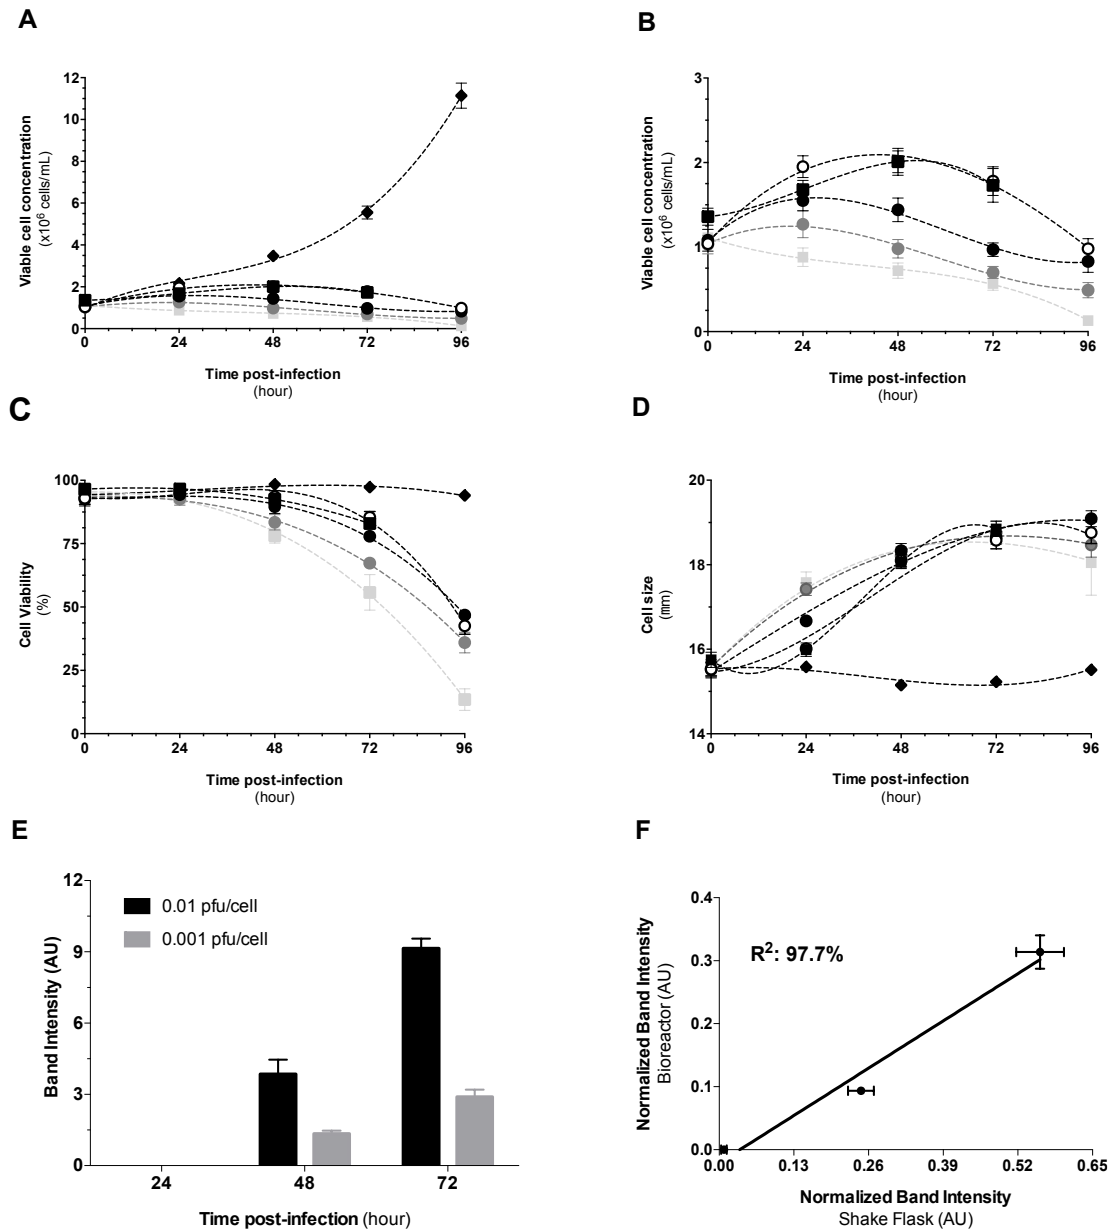 A
B
12
10
8
6
4
2
0
Viable cell concentration
(x10⁶ cells/mL)
0 24 48 72 96
Time post-infection
(hour)
3
2
1
0
Viable cell concentration
(x10⁶ cells/mL)
0 24 48 72 96
Time post-infection
(hour)
C
D
100
75
50
25
0
Cell Viability
(%)
0 24 48 72 96
Time post-infection
(hour)
20
18
16
14
Cell size
(mm)
0 24 48 72 96
Time post-infection
(hour)
E
F
12
9
6
3
0
Band Intensity (AU)
0.01 pfu/cell
0.001 pfu/cell
24 48 72
Time post-infection (hour)
0.4
0.3
0.2
0.1
0.0
Normalized Band Intensity
Bioreactor (AU)
R²: 97.7%
0.00 0.13 0.26 0.39 0.52 0.65
Normalized Band Intensity
Shake Flask (AU)